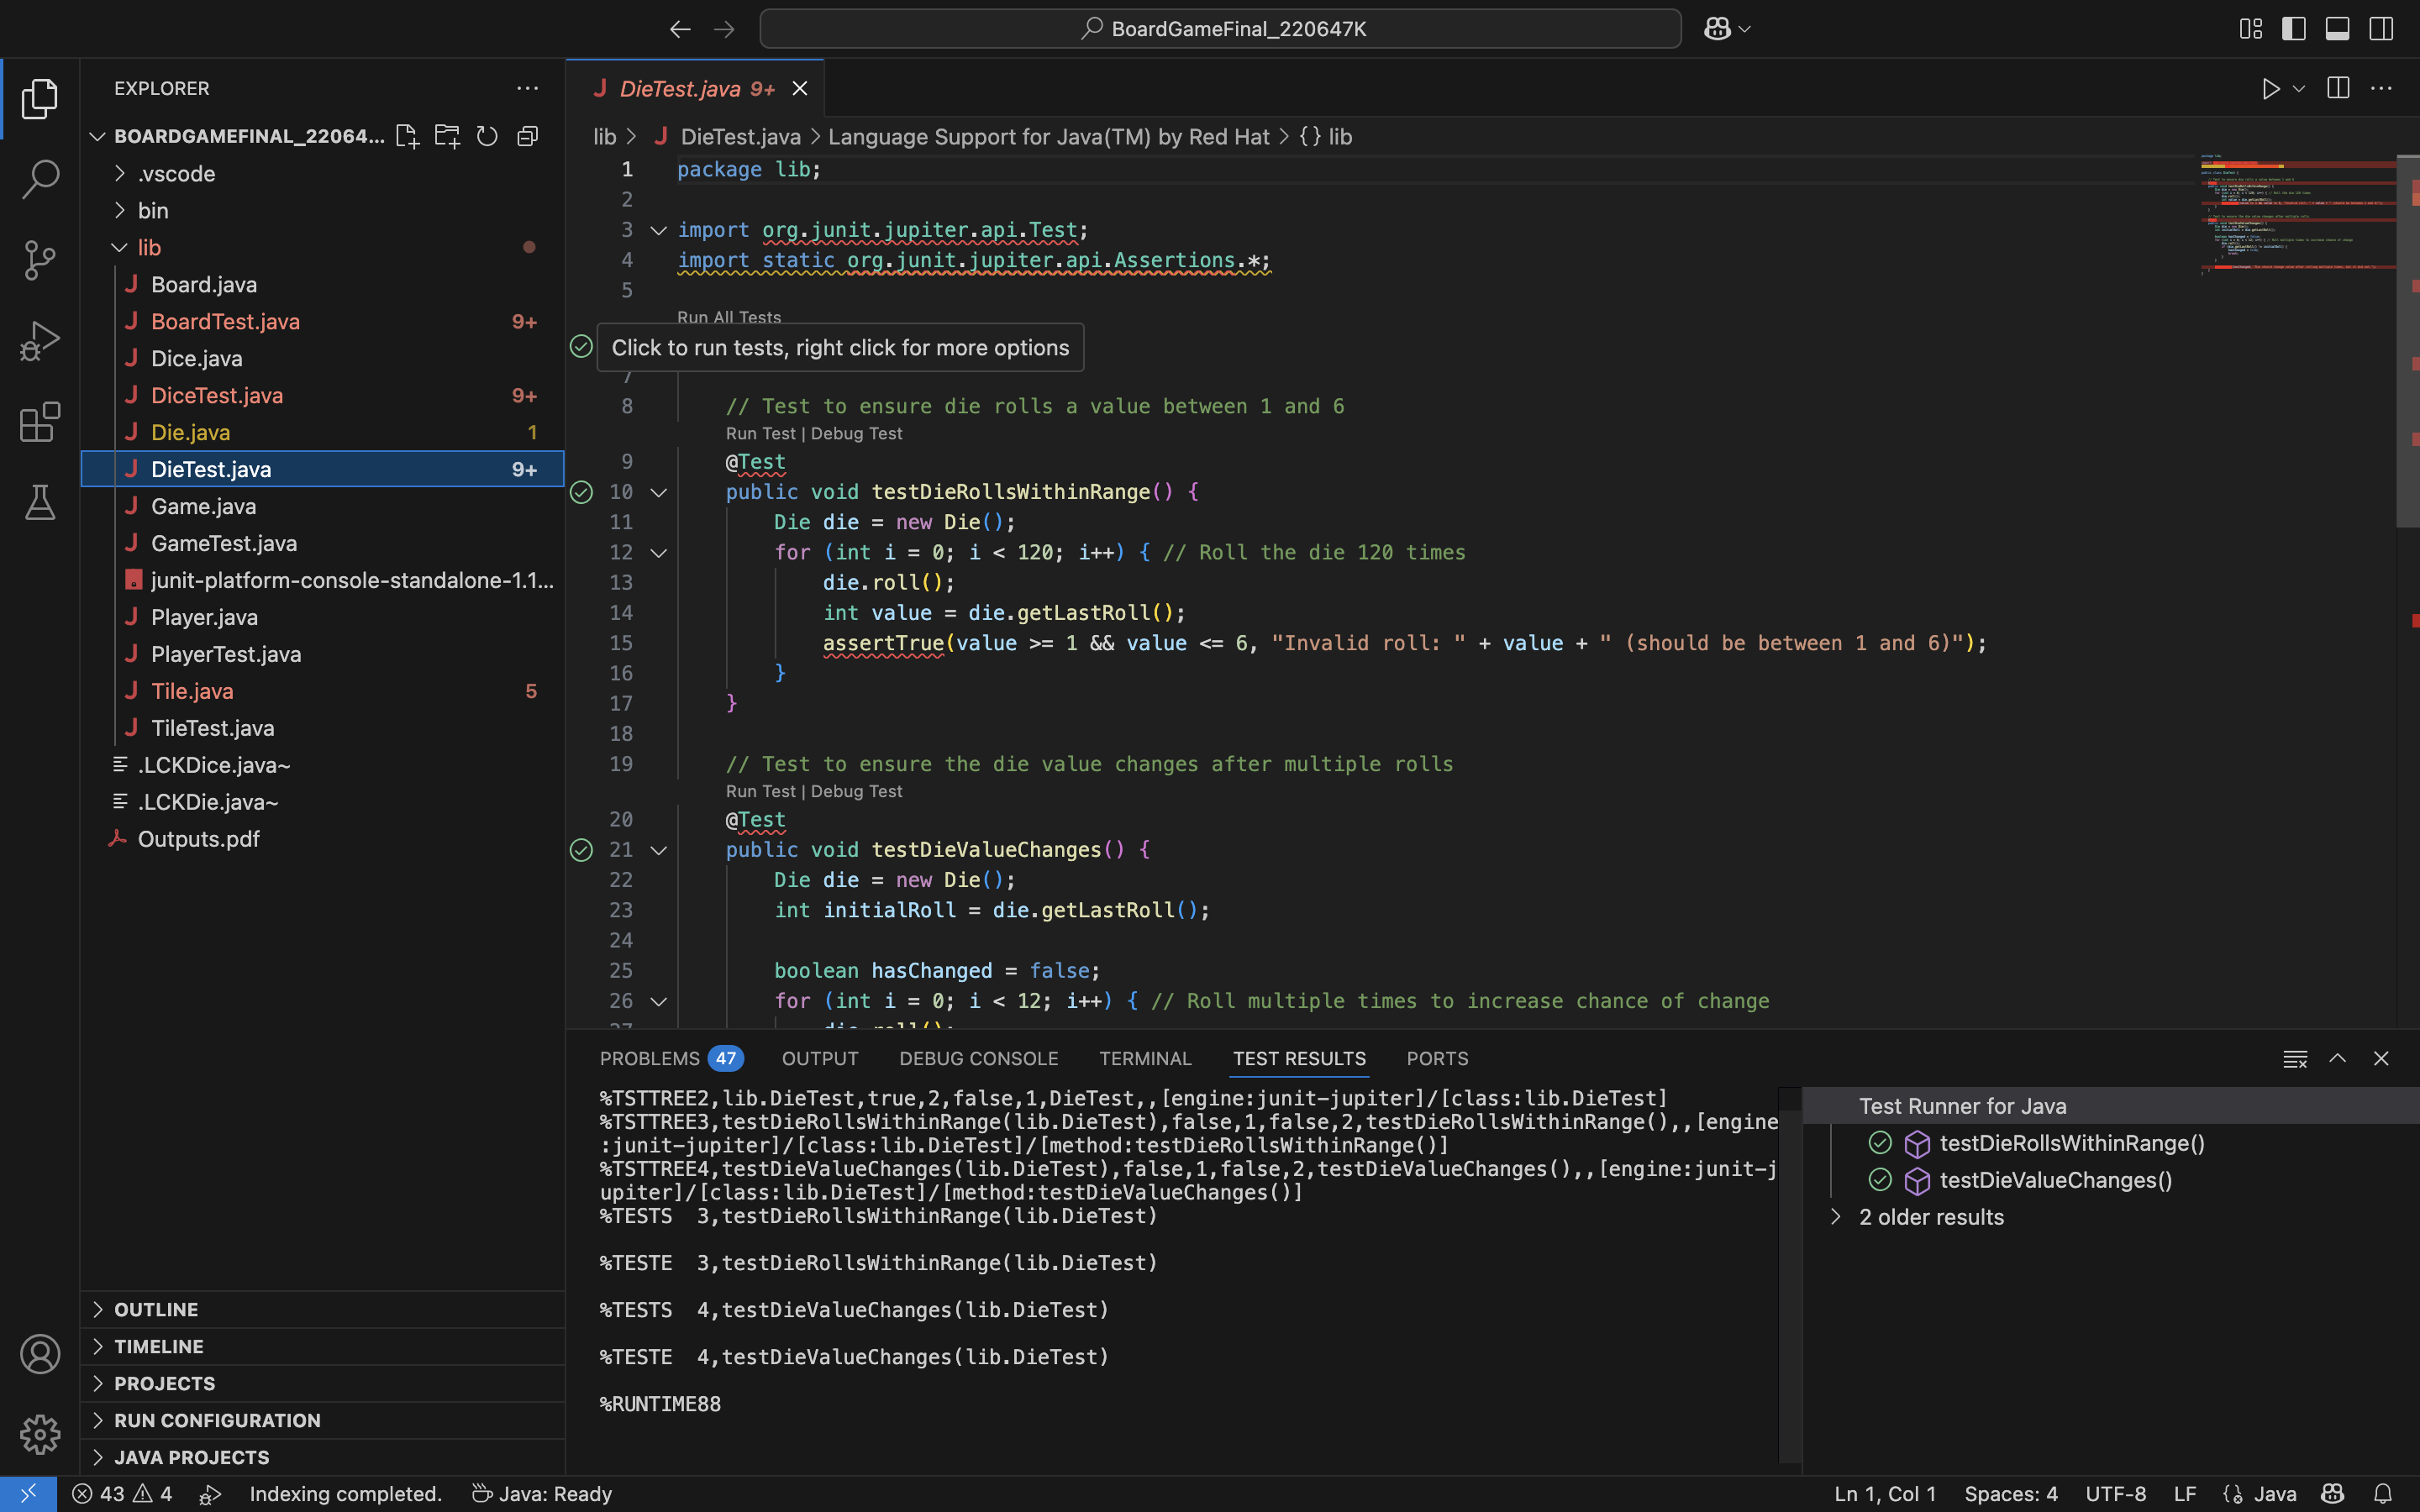 BoardGameFinal_220647K
EXPLORER
BOARDGAMEFINAL_22064...
.vscode
bin
lib
Board.java
BoardTest.java 9+
Dice.java
DiceTest.java 9+
Die.java 1
DieTest.java 9+
Game.java
GameTest.java
junit-platform-console-standalone-1.1...
Player.java
PlayerTest.java
Tile.java 5
TileTest.java
.LCKDice.java~
.LCKDie.java~
Outputs.pdf
OUTLINE
TIMELINE
PROJECTS
RUN CONFIGURATION
JAVA PROJECTS
DieTest.java 9+
lib > DieTest.java > Language Support for Java(TM) by Red Hat > {} lib
1 package lib;
2
3 import org.junit.jupiter.api.Test;
4 import static org.junit.jupiter.api.Assertions.*;
5
Run All Tests
Click to run tests, right click for more options
7
8 // Test to ensure die rolls a value between 1 and 6
Run Test | Debug Test
9 @Test
10 public void testDieRollsWithinRange() {
11 Die die = new Die();
12 for (int i = 0; i < 120; i++) { // Roll the die 120 times
13 die.roll();
14 int value = die.getLastRoll();
15 assertTrue(value >= 1 && value <= 6, "Invalid roll: " + value + " (should be between 1 and 6)");
16 }
17 }
18
19 // Test to ensure the die value changes after multiple rolls
Run Test | Debug Test
20 @Test
21 public void testDieValueChanges() {
22 Die die = new Die();
23 int initialRoll = die.getLastRoll();
24
25 boolean hasChanged = false;
26 for (int i = 0; i < 12; i++) { // Roll multiple times to increase chance of change
27 die.roll();
PROBLEMS 47 OUTPUT DEBUG CONSOLE TERMINAL TEST RESULTS PORTS
%TSTTREE2,lib.DieTest,true,2,false,1,DieTest,,[engine:junit-jupiter]/[class:lib.DieTest]
%TSTTREE3,testDieRollsWithinRange(lib.DieTest),false,1,false,2,testDieRollsWithinRange(),,[engine
:junit-jupiter]/[class:lib.DieTest]/[method:testDieRollsWithinRange()]
%TSTTREE4,testDieValueChanges(lib.DieTest),false,1,false,2,testDieValueChanges(),,[engine:junit-j
upiter]/[class:lib.DieTest]/[method:testDieValueChanges()]
%TESTS 3,testDieRollsWithinRange(lib.DieTest)
%TESTE 3,testDieRollsWithinRange(lib.DieTest)
%TESTS 4,testDieValueChanges(lib.DieTest)
%TESTE 4,testDieValueChanges(lib.DieTest)
%RUNTIME88
Test Runner for Java
testDieRollsWithinRange()
testDieValueChanges()
2 older results
43 4 Indexing completed. Java: Ready Ln 1, Col 1 Spaces: 4 UTF-8 LF {} Java